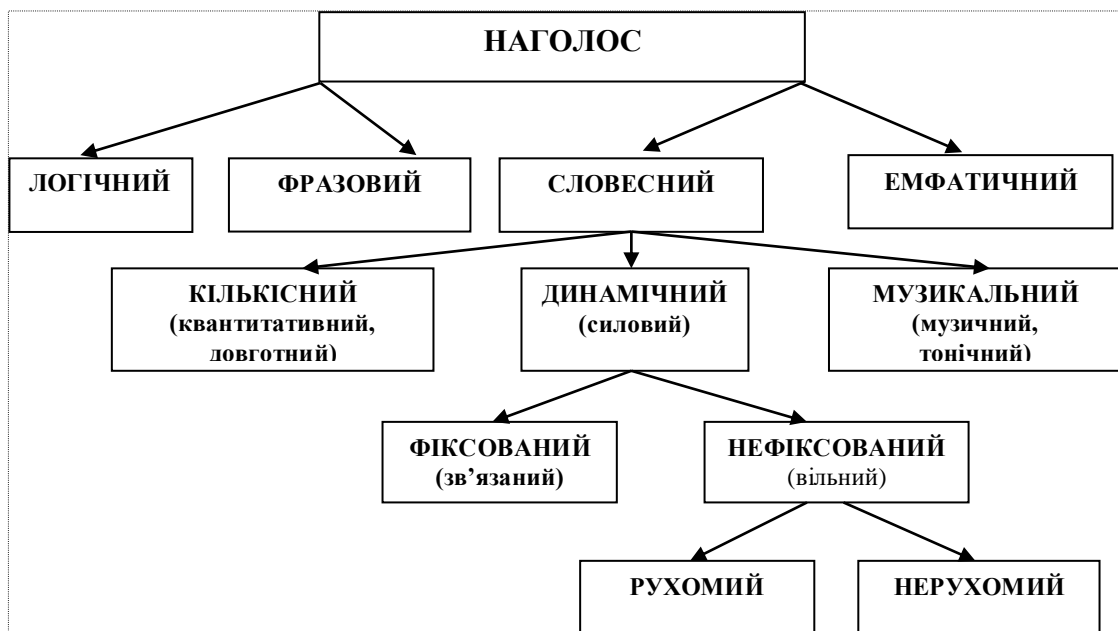 НАГОЛОС
ЛОГІЧНИЙ
ФРАЗОВИЙ
СЛОВЕСНИЙ
ЕМФАТИЧНИЙ
КІЛЬКІСНИЙ
(квантитативний,
довготний)
ДИНАМІЧНИЙ
(силовий)
МУЗИКАЛЬНИЙ
(музичний,
тонічний)
ФІКСОВАНИЙ
(зв’язаний)
НЕФІКСОВАНИЙ
(вільний)
РУХОМИЙ
НЕРУХОМИЙ